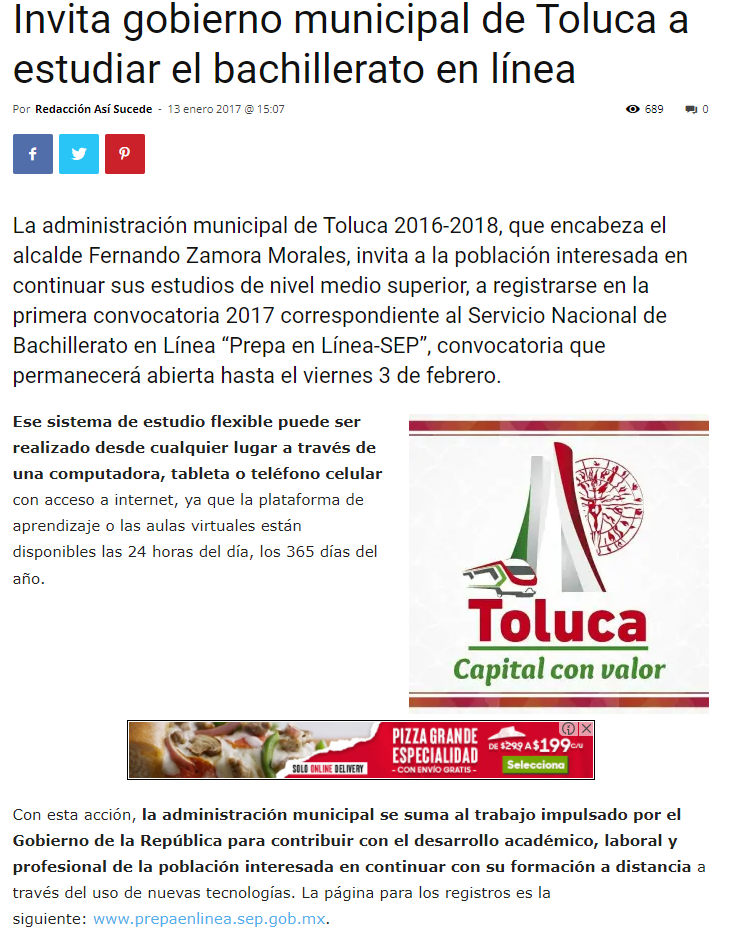 Invita gobierno municipal de Toluca a
estudiar el bachillerato en línea
Por Redacción Así Sucede - 13 enero 2017 @ 15:07 689 0
La administración municipal de Toluca 2016-2018, que encabeza el
alcalde Fernando Zamora Morales, invita a la población interesada en
continuar sus estudios de nivel medio superior, a registrarse en la
primera convocatoria 2017 correspondiente al Servicio Nacional de
Bachillerato en Línea “Prepa en Línea-SEP”, convocatoria que
permanecerá abierta hasta el viernes 3 de febrero.
Ese sistema de estudio flexible puede ser
realizado desde cualquier lugar a través de
una computadora, tableta o teléfono celular
con acceso a internet, ya que la plataforma de
aprendizaje o las aulas virtuales están
disponibles las 24 horas del día, los 365 días del
año.
Toluca
Capital con valor
PIZZA GRANDE
ESPECIALIDAD
- CON ENVÍO GRATIS -
SOLO ONLINE DELIVERY
DE $299 A $199 C/U
Selecciona
Con esta acción, la administración municipal se suma al trabajo impulsado por el
Gobierno de la República para contribuir con el desarrollo académico, laboral y
profesional de la población interesada en continuar con su formación a distancia a
través del uso de nuevas tecnologías. La página para los registros es la
siguiente: www.prepaenlinea.sep.gob.mx.